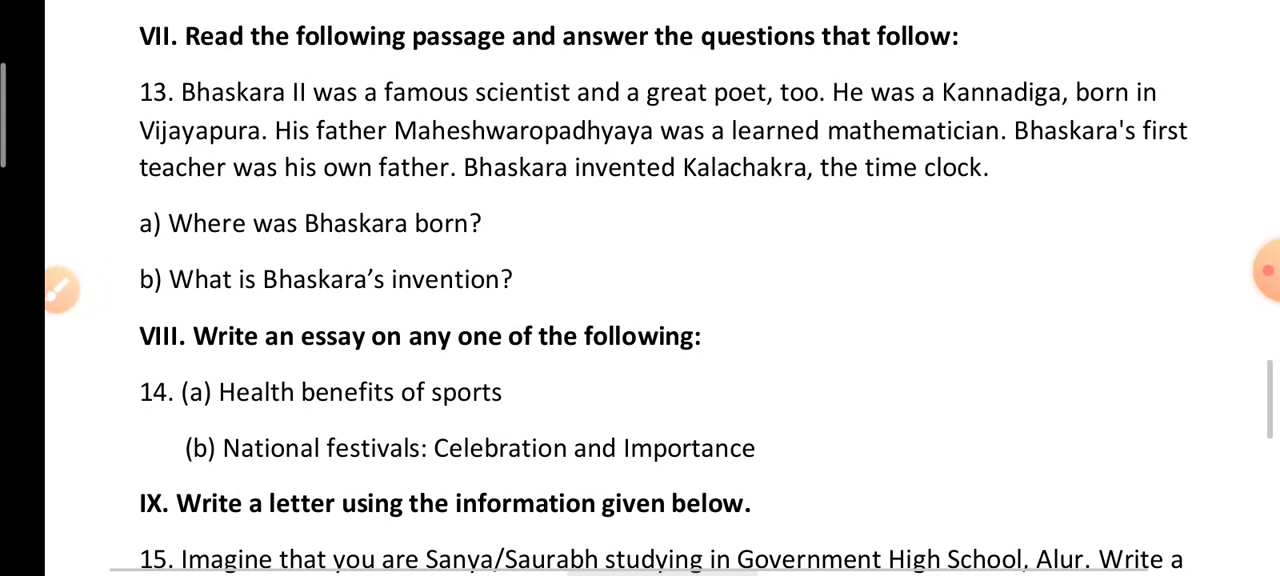 VII. Read the following passage and answer the questions that follow:
13. Bhaskara II was a famous scientist and a great poet, too. He was a Kannadiga, born in
Vijayapura. His father Maheshwaropadhyaya was a learned mathematician. Bhaskara's first
teacher was his own father. Bhaskara invented Kalachakra, the time clock.
a) Where was Bhaskara born?
b) What is Bhaskara’s invention?
VIII. Write an essay on any one of the following:
14. (a) Health benefits of sports
(b) National festivals: Celebration and Importance
IX. Write a letter using the information given below.
15. Imagine that you are Sanya/Saurabh studying in Government High School, Alur. Write a